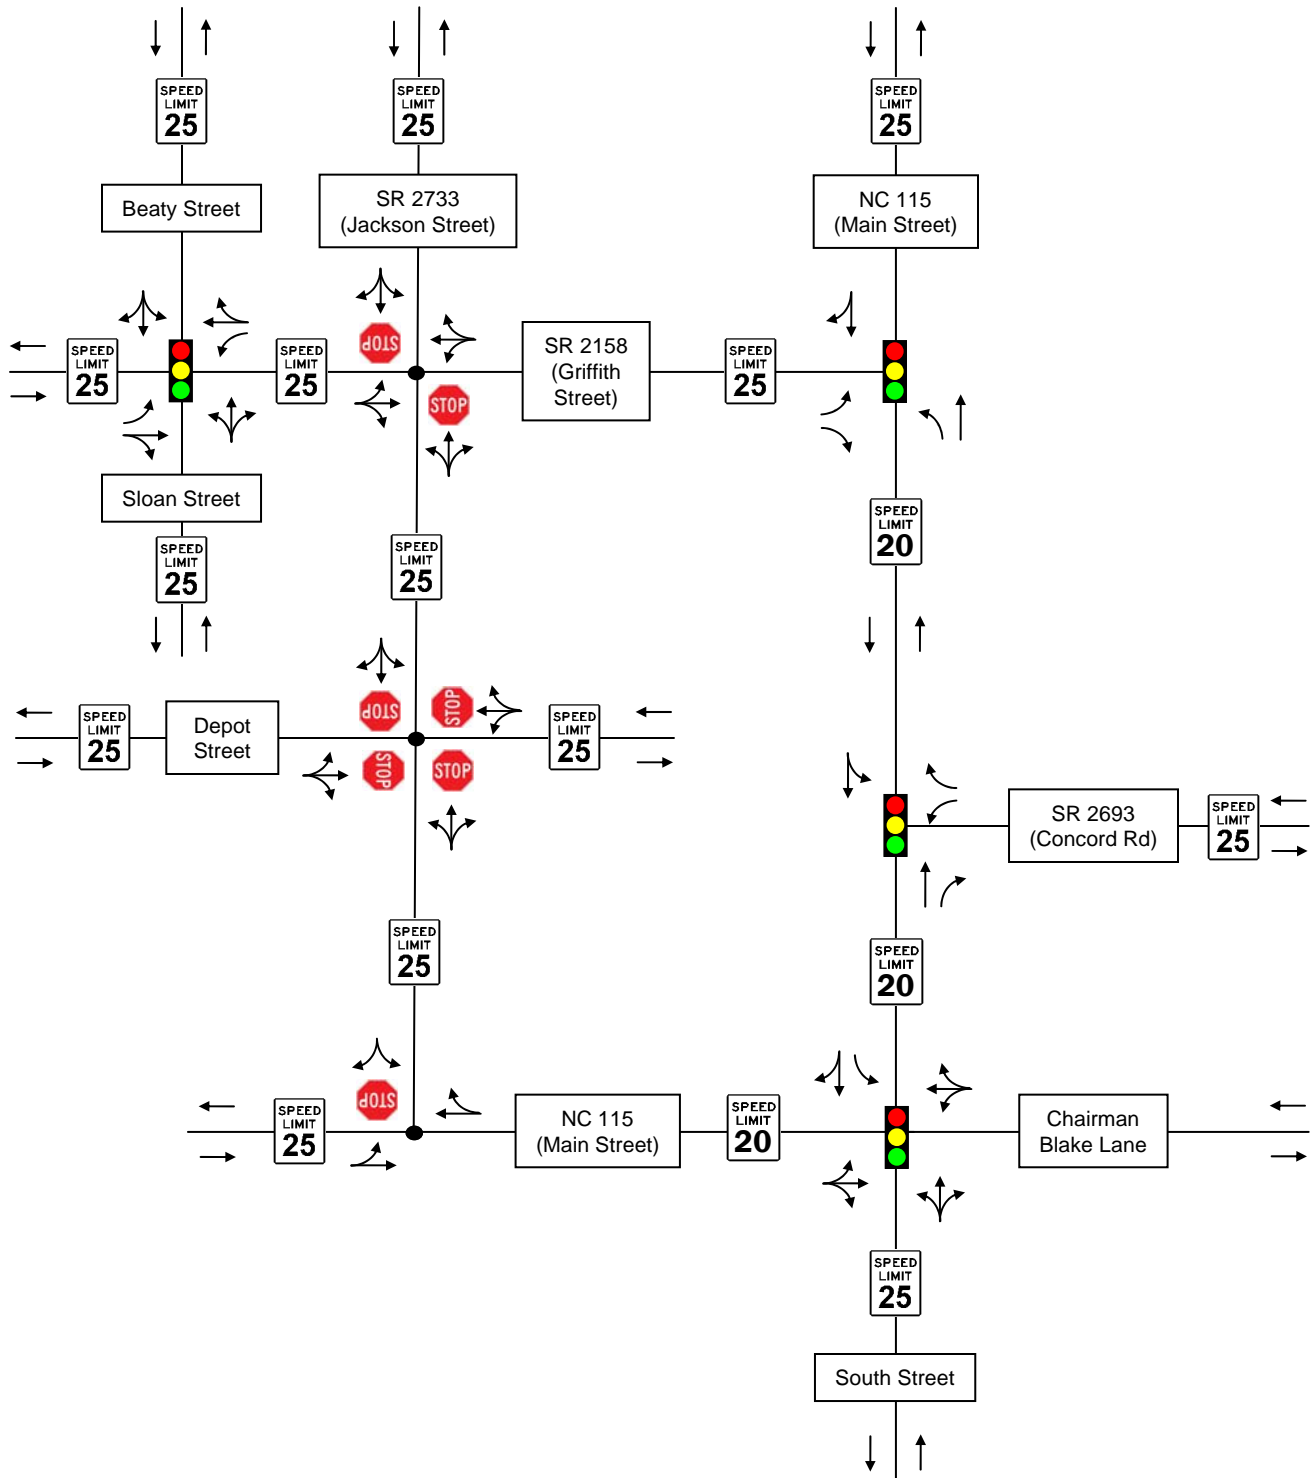 SPEED
LIMIT
25
SPEED
LIMIT
25
SPEED
LIMIT
25
Beaty Street
SR 2733
(Jackson Street)
NC 115
(Main Street)
SPEED
LIMIT
25
SPEED
LIMIT
25
STOP
SR 2158
(Griffith
Street)
SPEED
LIMIT
25
STOP
Sloan Street
SPEED
LIMIT
25
SPEED
LIMIT
25
SPEED
LIMIT
20
SPEED
LIMIT
25
Depot
Street
STOP
STOP
STOP
STOP
SPEED
LIMIT
25
SR 2693
(Concord Rd)
SPEED
LIMIT
25
SPEED
LIMIT
25
SPEED
LIMIT
20
SPEED
LIMIT
25
STOP
NC 115
(Main Street)
SPEED
LIMIT
20
Chairman
Blake Lane
SPEED
LIMIT
25
South Street